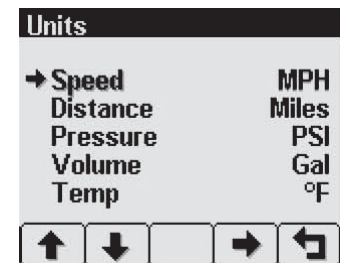 Units
Speed MPH
Distance Miles
Pressure PSI
Volume Gal
Temp °F